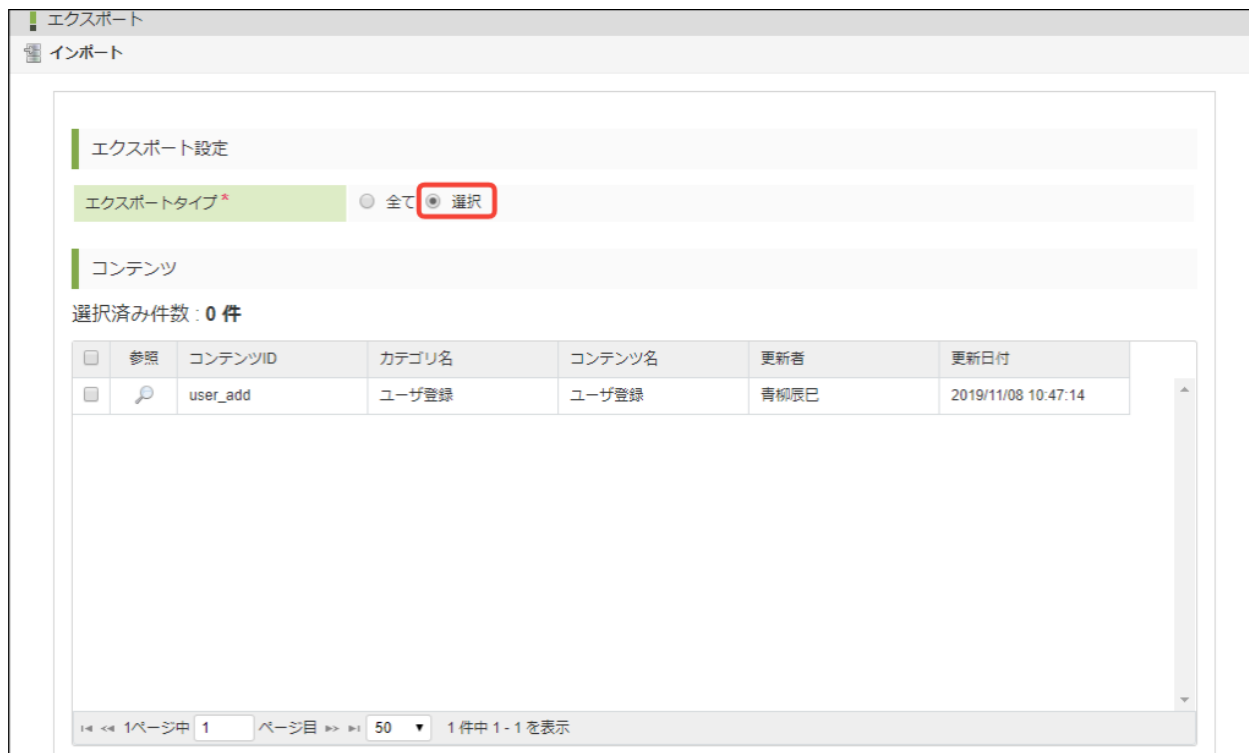 エクスポート
インポート
エクスポート設定
エクスポートタイプ* 全て 選択
コンテンツ
選択済み件数 : 0 件
参照 コンテンツID カテゴリ名 コンテンツ名 更新者 更新日付
user_add ユーザ登録 ユーザ登録 青柳辰巳 2019/11/08 10:47:14
1ページ中 1 ページ目 50 1 件中 1 - 1 を表示